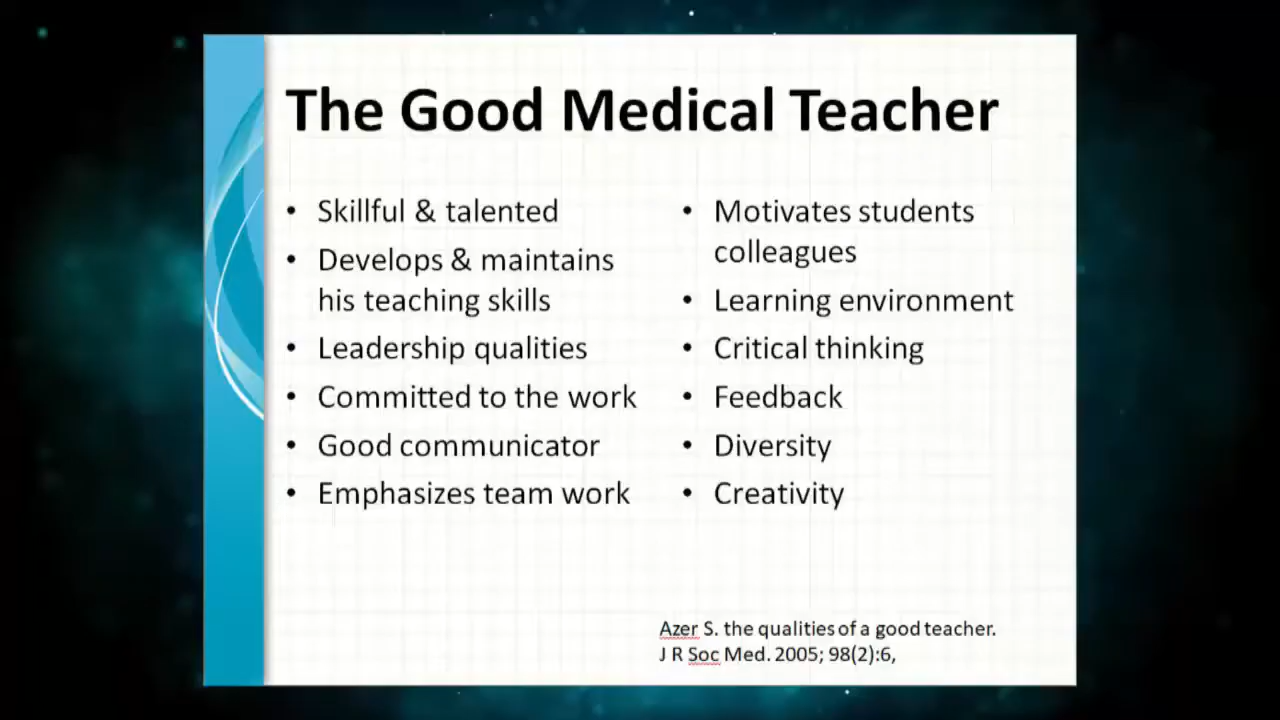 The Good Medical Teacher
• Skillful & talented
• Develops & maintains
his teaching skills
• Leadership qualities
• Committed to the work
• Good communicator
• Emphasizes team work
• Motivates students
colleagues
• Learning environment
• Critical thinking
• Feedback
• Diversity
• Creativity
Azer S. the qualities of a good teacher.
J R Soc Med. 2005; 98(2):6,